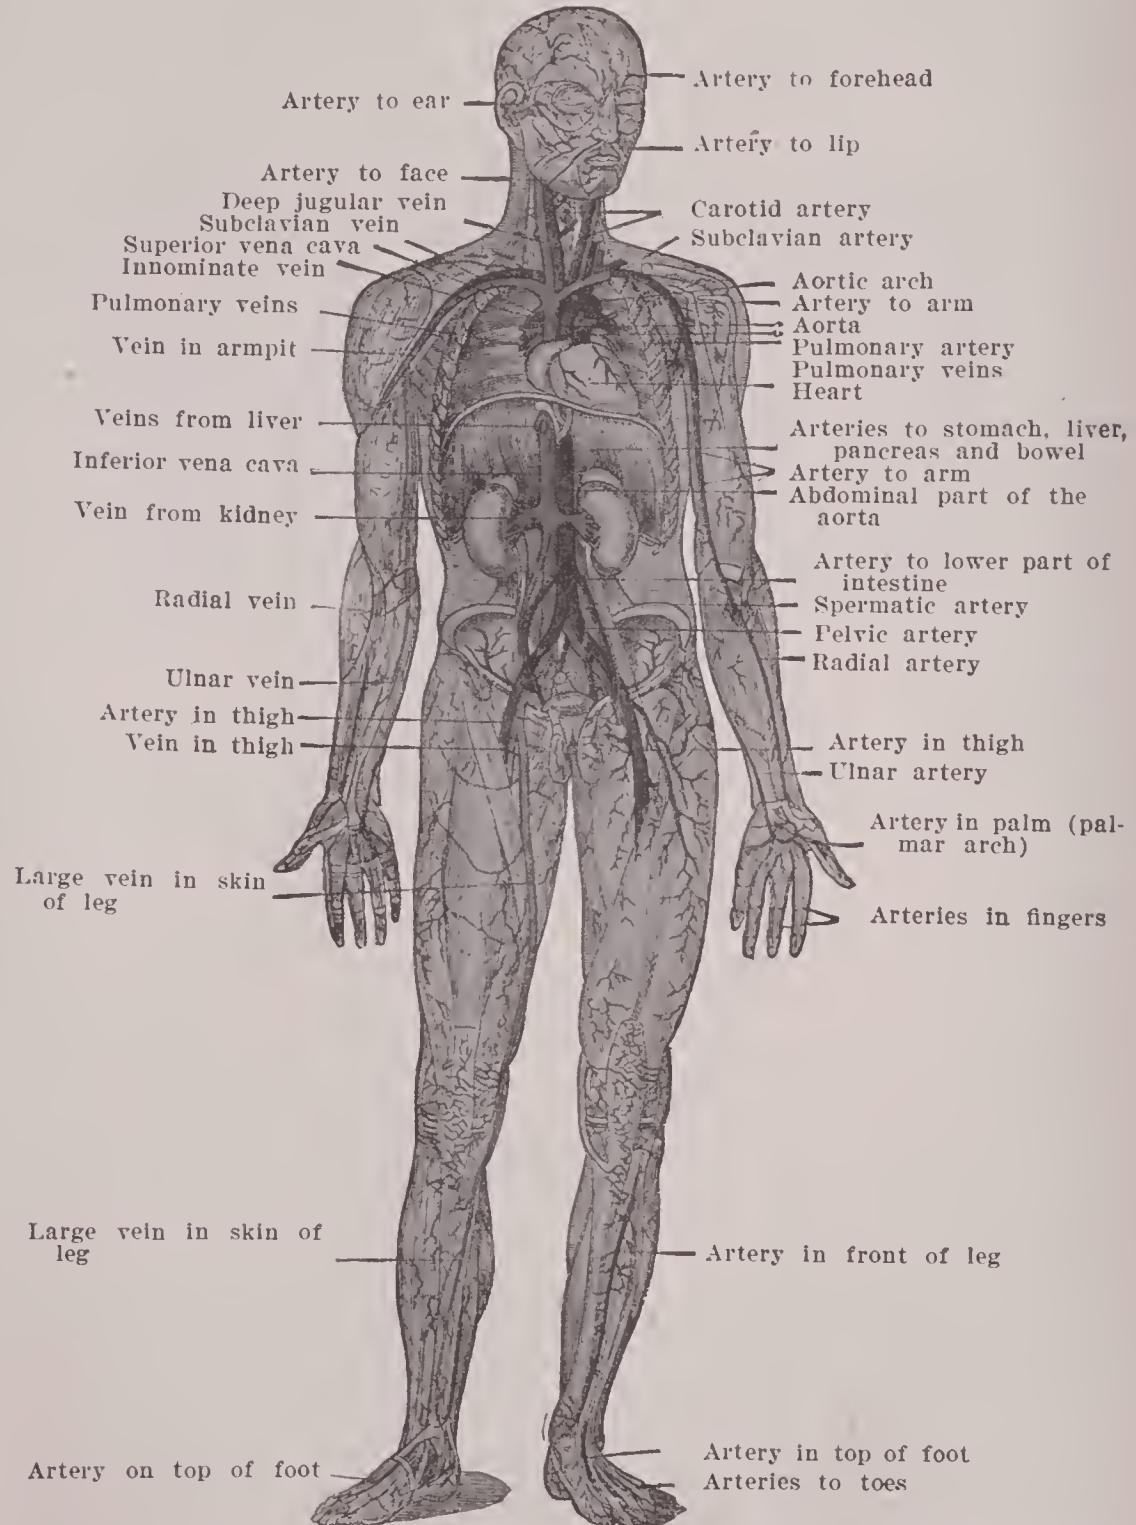 Artery to ear
Artery to face
Deep jugular vein
Subclavian vein
Superior vena cava
Innominate vein
Pulmonary veins
Vein in armpit
Veins from liver
Inferior vena cava
Vein from kidney
Radial vein
Ulnar vein
Artery in thigh
Vein in thigh
Large vein in skin
of leg
Large vein in skin of
leg
Artery on top of foot
Artery to forehead
Artery to lip
Carotid artery
Subclavian artery
Aortic arch
Artery to arm
Aorta
Pulmonary artery
Pulmonary veins
Heart
Arteries to stomach, liver,
pancreas and bowel
Artery to arm
Abdominal part of the
aorta
Artery to lower part of
intestine
Spermatic artery
Pelvic artery
Radial artery
Artery in thigh
Ulnar artery
Artery in palm (pal-
mar arch)
Arteries in fingers
Artery in front of leg
Artery in top of foot
Arteries to toes